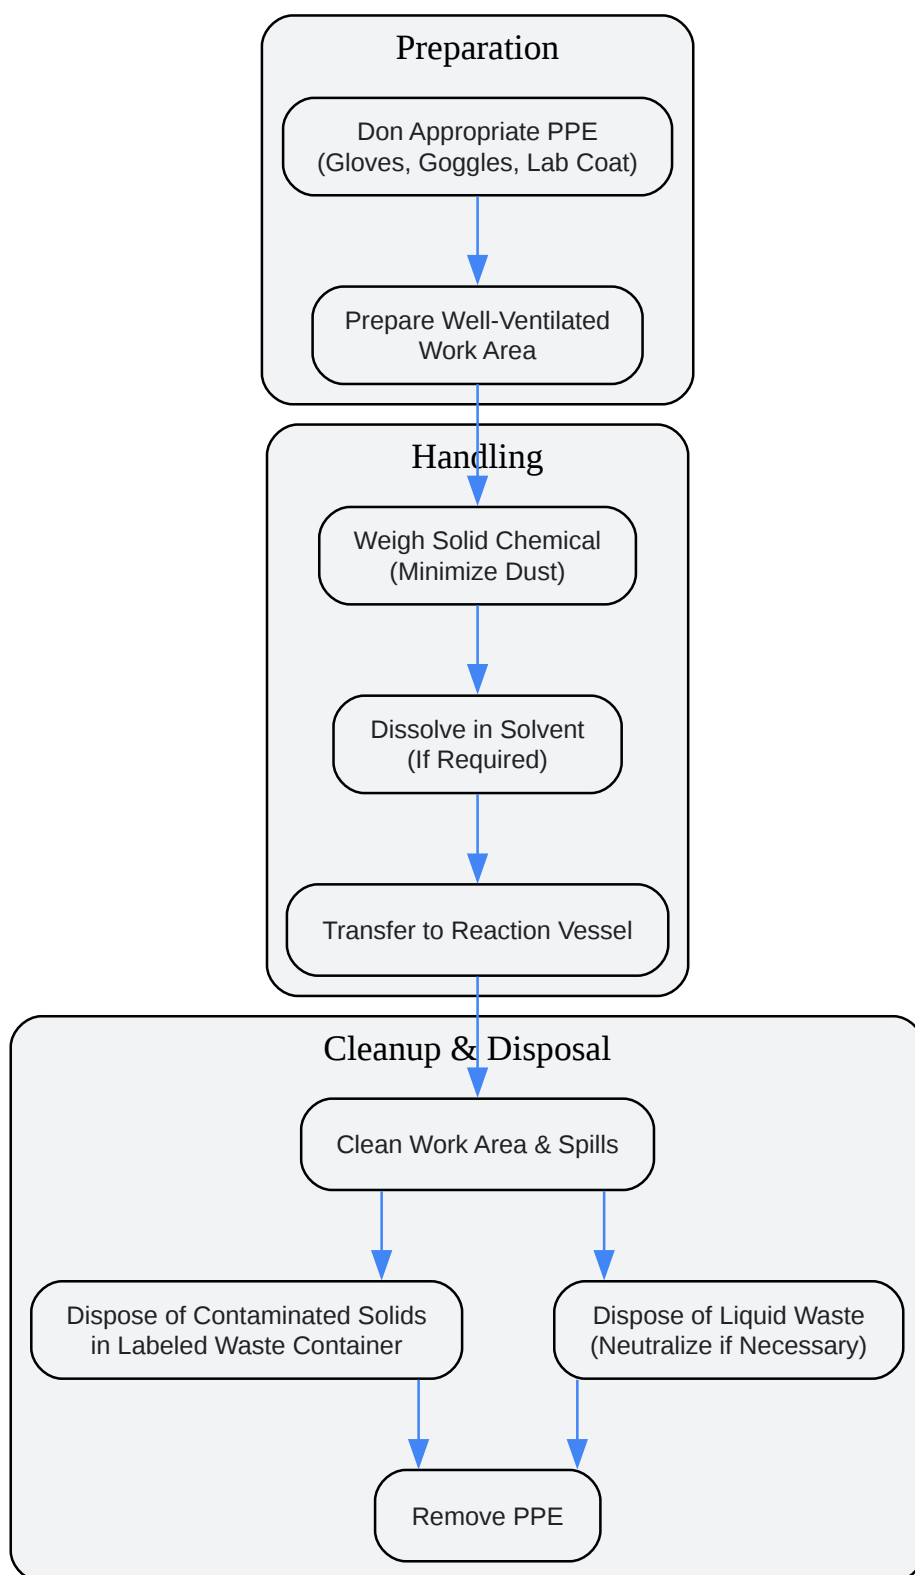 Preparation
Don Appropriate PPE
(Gloves, Goggles, Lab Coat)
Prepare Well-Ventilated
Work Area
Handling
Weigh Solid Chemical
(Minimize Dust)
Dissolve in Solvent
(If Required)
Transfer to Reaction Vessel
Cleanup & Disposal
Clean Work Area & Spills
Dispose of Contaminated Solids
in Labeled Waste Container
Dispose of Liquid Waste
(Neutralize if Necessary)
Remove PPE